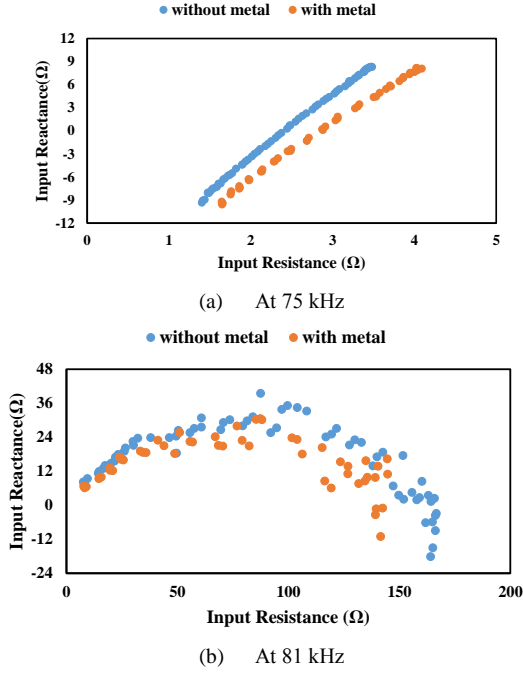 without metal with metal
12
9
6
3
0
-3
-6
-9
-12
0 1 2 3 4 5
Input Reactance(Ω)
Input Resistance (Ω)
(a) At 75 kHz
without metal with metal
48
36
24
12
0
-12
-24
0 50 100 150 200
Input Reactance(Ω)
Input Resistance (Ω)
(b) At 81 kHz